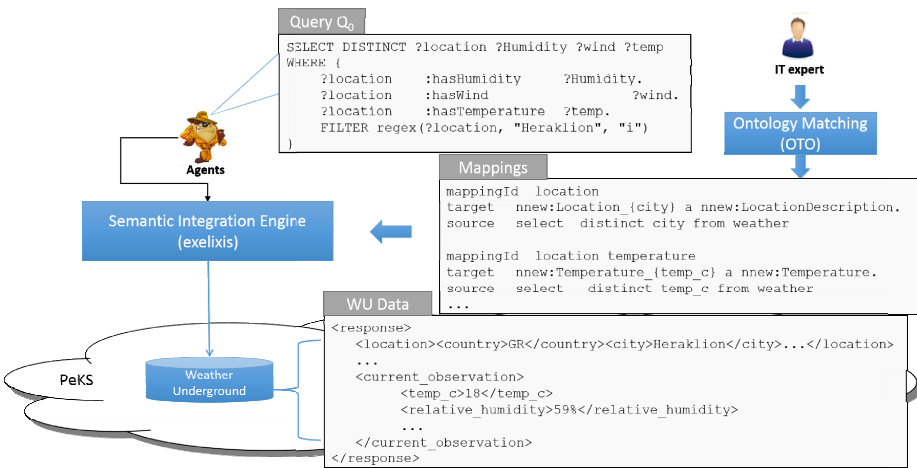 Query Q0
SELECT DISTINCT ?location ?Humidity ?wind ?temp
WHERE {
?location :hasHumidity ?Humidity.
?location :hasWind ?wind.
?location :hasTemperature ?temp.
FILTER regex(?location, "Heraklion", "i")
}
IT expert
Ontology Matching
(OTO)
Agents
Mappings
mappingId location
target nnew:Location_{city} a nnew:LocationDescription.
source select distinct city from weather
mappingId location temperature
target nnew:Temperature_{temp_c} a nnew:Temperature.
source select distinct temp_c from weather
...
Semantic Integration Engine
(exelixis)
WU Data
<response>
<location><country>GR</country><city>Heraklion</city>...</location>
...
<current_observation>
<temp_c>18</temp_c>
<relative_humidity>59%</relative_humidity>
...
</current_observation>
</response>
PeKS
Weather
Underground